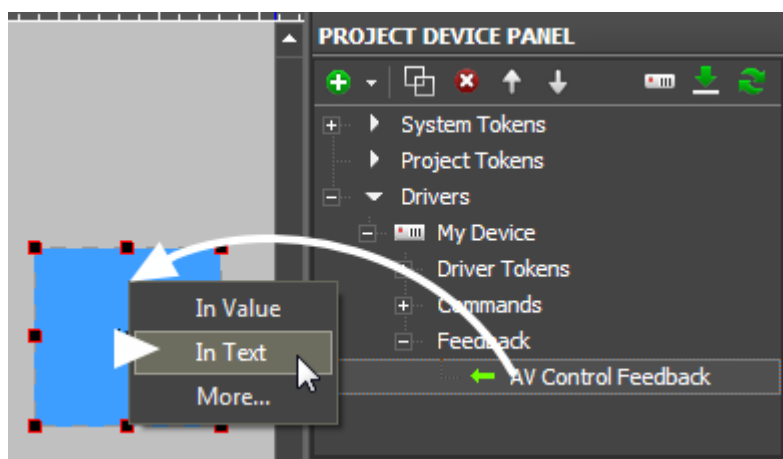 PROJECT DEVICE PANEL
System Tokens
Project Tokens
Drivers
My Device
Driver Tokens
Commands
Feedback
AV Control Feedback
In Value
In Text
More...